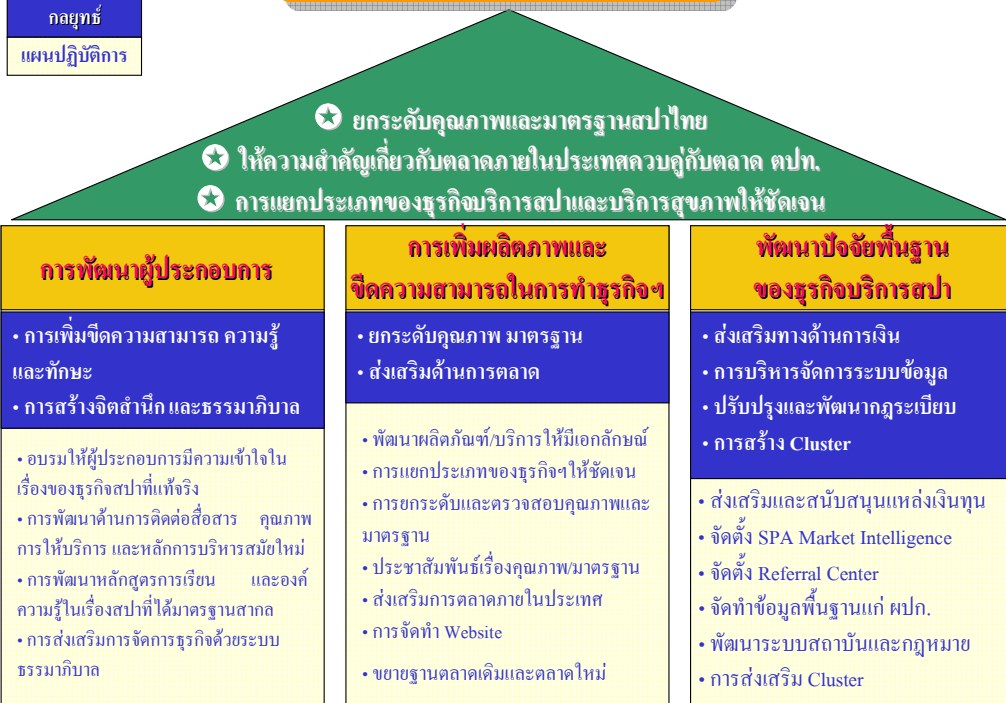 กลยุทธ์
แผนปฏิบัติการ
ยกระดับคุณภาพและมาตรฐานสปาไทย
ให้ความสำคัญเกี่ยวกับตลาดภายในประเทศควบคู่กับตลาด ตปท.
การแยกประเภทของธุรกิจบริการสปาและบริการสุขภาพให้ชัดเจน
การพัฒนาผู้ประกอบการ
• การเพิ่มขีดความสามารถ ความรู้
และทักษะ
• การสร้างจิตสำนึก และธรรมาภิบาล
• อบรมให้ผู้ประกอบการมีความเข้าใจใน
เรื่องของธุรกิจสปาที่แท้จริง
• การพัฒนาด้านการติดต่อสื่อสาร คุณภาพ
การให้บริการ และหลักการบริหารสมัยใหม่
• การพัฒนาหลักสูตรการเรียน และองค์
ความรู้ในเรื่องสปาที่ได้มาตรฐานสากล
• การส่งเสริมการจัดการธุรกิจด้วยระบบ
ธรรมาภิบาล
การเพิ่มผลิตภาพและ
ขีดความสามารถในการทำธุรกิจฯ
• ยกระดับคุณภาพ มาตรฐาน
• ส่งเสริมด้านการตลาด
• พัฒนาผลิตภัณฑ์/บริการให้มีเอกลักษณ์
• การแยกประเภทของธุรกิจฯให้ชัดเจน
• การยกระดับและตรวจสอบคุณภาพและ
มาตรฐาน
• ประชาสัมพันธ์เรื่องคุณภาพ/มาตรฐาน
• ส่งเสริมการตลาดภายในประเทศ
• การจัดทำ Website
• ขยายฐานตลาดเดิมและตลาดใหม่
พัฒนาปัจจัยพื้นฐาน
ของธุรกิจบริการสปา
• ส่งเสริมทางด้านการเงิน
• การบริหารจัดการระบบข้อมูล
• ปรับปรุงและพัฒนากฎระเบียบ
• การสร้าง Cluster
• ส่งเสริมและสนับสนุนแหล่งเงินทุน
• จัดตั้ง SPA Market Intelligence
• จัดตั้ง Referral Center
• จัดทำข้อมูลพื้นฐานแก่ ผปก.
• พัฒนาระบบสถาบันและกฎหมาย
• การส่งเสริม Cluster